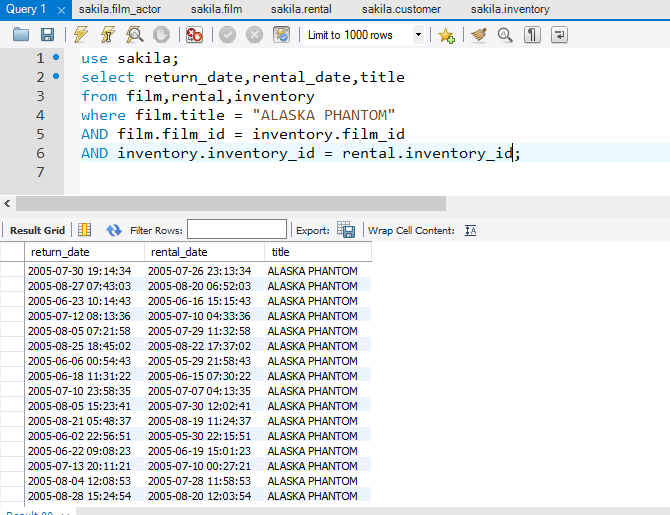 Query 1 sakila.film_actor sakila.film sakila.rental sakila.customer sakila.inventory
Limit to 1000 rows
1 use sakila;
2 select return_date,rental_date,title
3 from film,rental,inventory
4 where film.title = "ALASKA PHANTOM"
5 AND film.film_id = inventory.film_id
6 AND inventory.inventory_id = rental.inventory_id;
7
Result Grid Filter Rows: Export: Wrap Cell Content: IA
return_date rental_date title
2005-07-30 19:14:34 2005-07-26 23:13:34 ALASKA PHANTOM
2005-08-27 07:43:03 2005-08-20 06:52:03 ALASKA PHANTOM
2005-06-23 10:14:43 2005-06-16 15:15:43 ALASKA PHANTOM
2005-07-12 08:13:36 2005-07-10 04:33:36 ALASKA PHANTOM
2005-08-05 07:21:58 2005-07-29 11:32:58 ALASKA PHANTOM
2005-08-25 18:45:02 2005-08-22 17:37:02 ALASKA PHANTOM
2005-06-06 00:54:43 2005-05-29 21:58:43 ALASKA PHANTOM
2005-06-18 11:31:22 2005-06-15 07:30:22 ALASKA PHANTOM
2005-07-10 23:58:35 2005-07-07 04:13:35 ALASKA PHANTOM
2005-08-05 15:23:41 2005-07-30 12:02:41 ALASKA PHANTOM
2005-08-21 05:48:37 2005-08-19 11:24:37 ALASKA PHANTOM
2005-06-02 22:56:51 2005-05-30 22:15:51 ALASKA PHANTOM
2005-06-22 09:08:23 2005-06-19 15:01:23 ALASKA PHANTOM
2005-07-13 20:11:21 2005-07-10 00:27:21 ALASKA PHANTOM
2005-08-04 12:08:53 2005-07-28 11:58:53 ALASKA PHANTOM
2005-08-28 15:24:54 2005-08-20 12:03:54 ALASKA PHANTOM